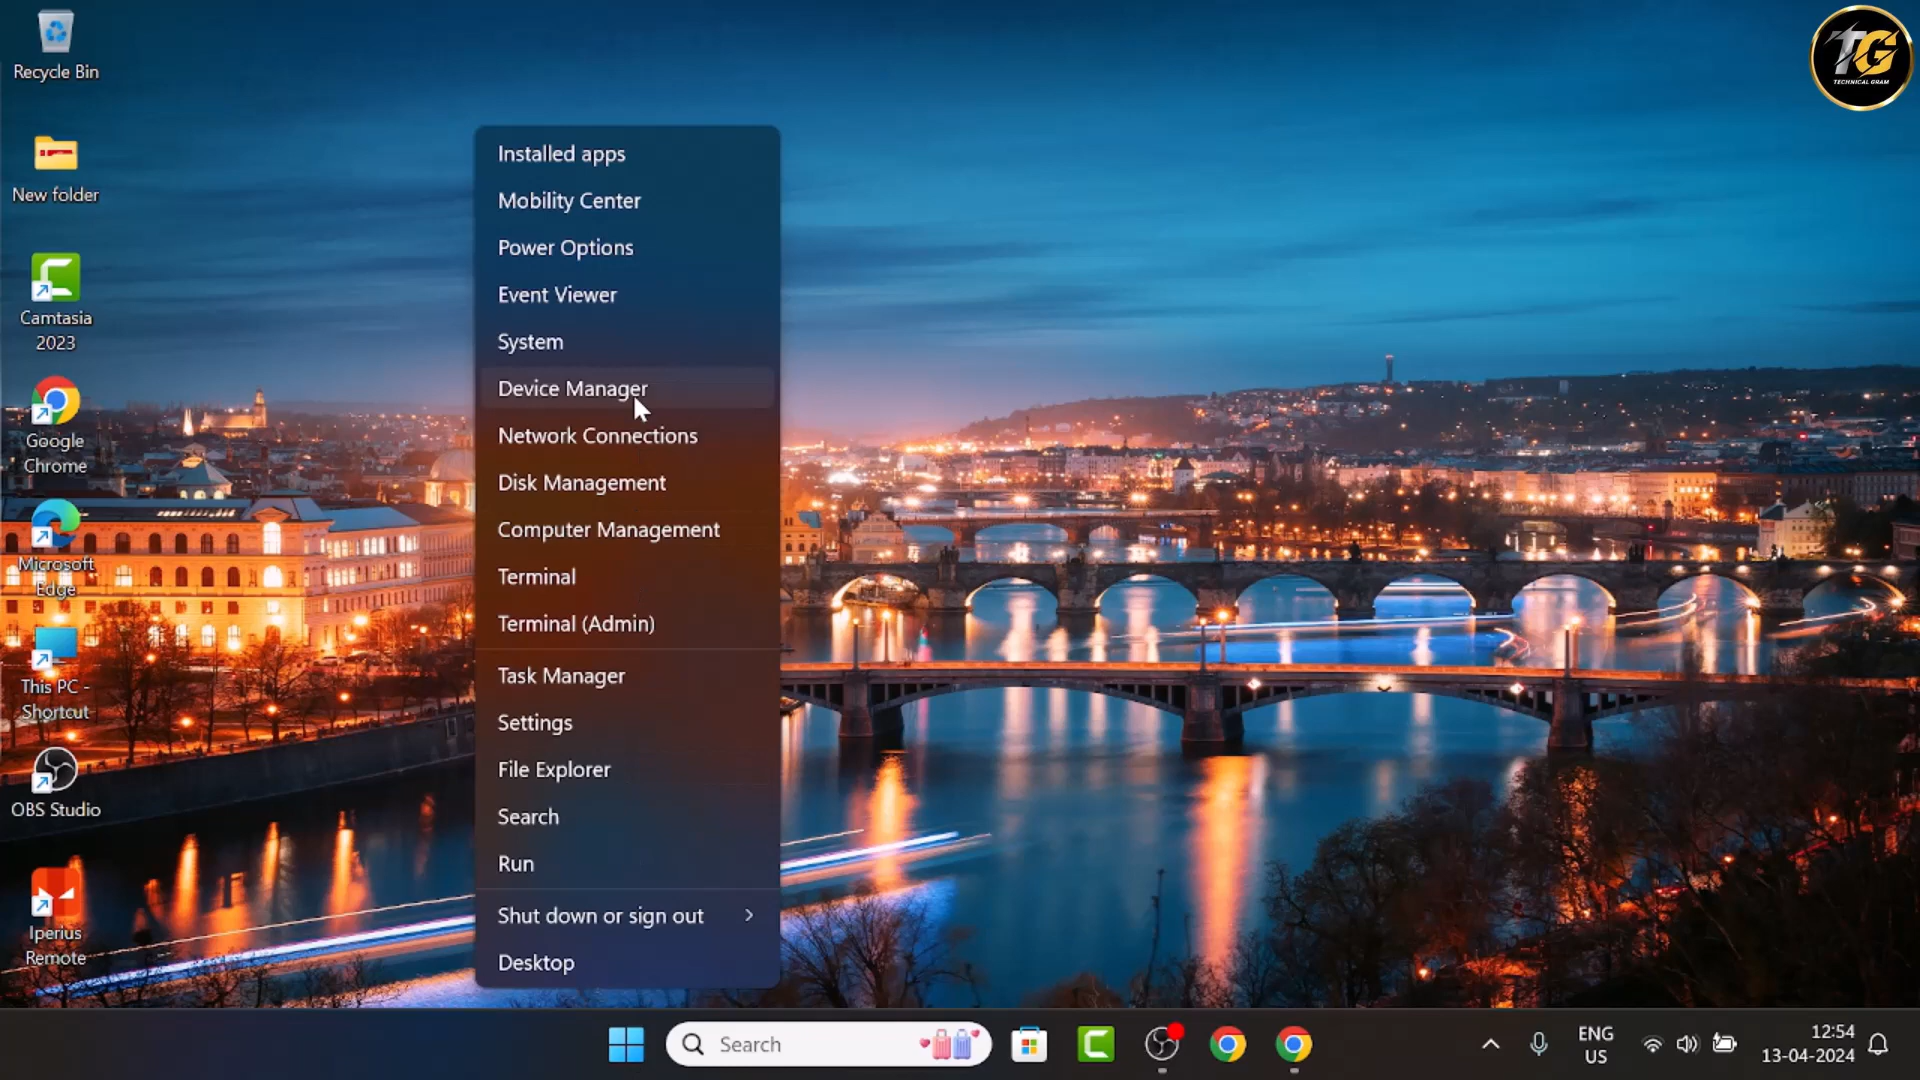 Recycle Bin
New folder
Camtasia
2023
Google
Chrome
Microsoft
Edge
This PC -
Shortcut
OBS Studio
Iperius
Remote
Installed apps
Mobility Center
Power Options
Event Viewer
System
Device Manager
Network Connections
Disk Management
Computer Management
Terminal
Terminal (Admin)
Task Manager
Settings
File Explorer
Search
Run
Shut down or sign out
Desktop
TG
TECHNICAL GRAM
Search
ENG
US
12:54
13-04-2024